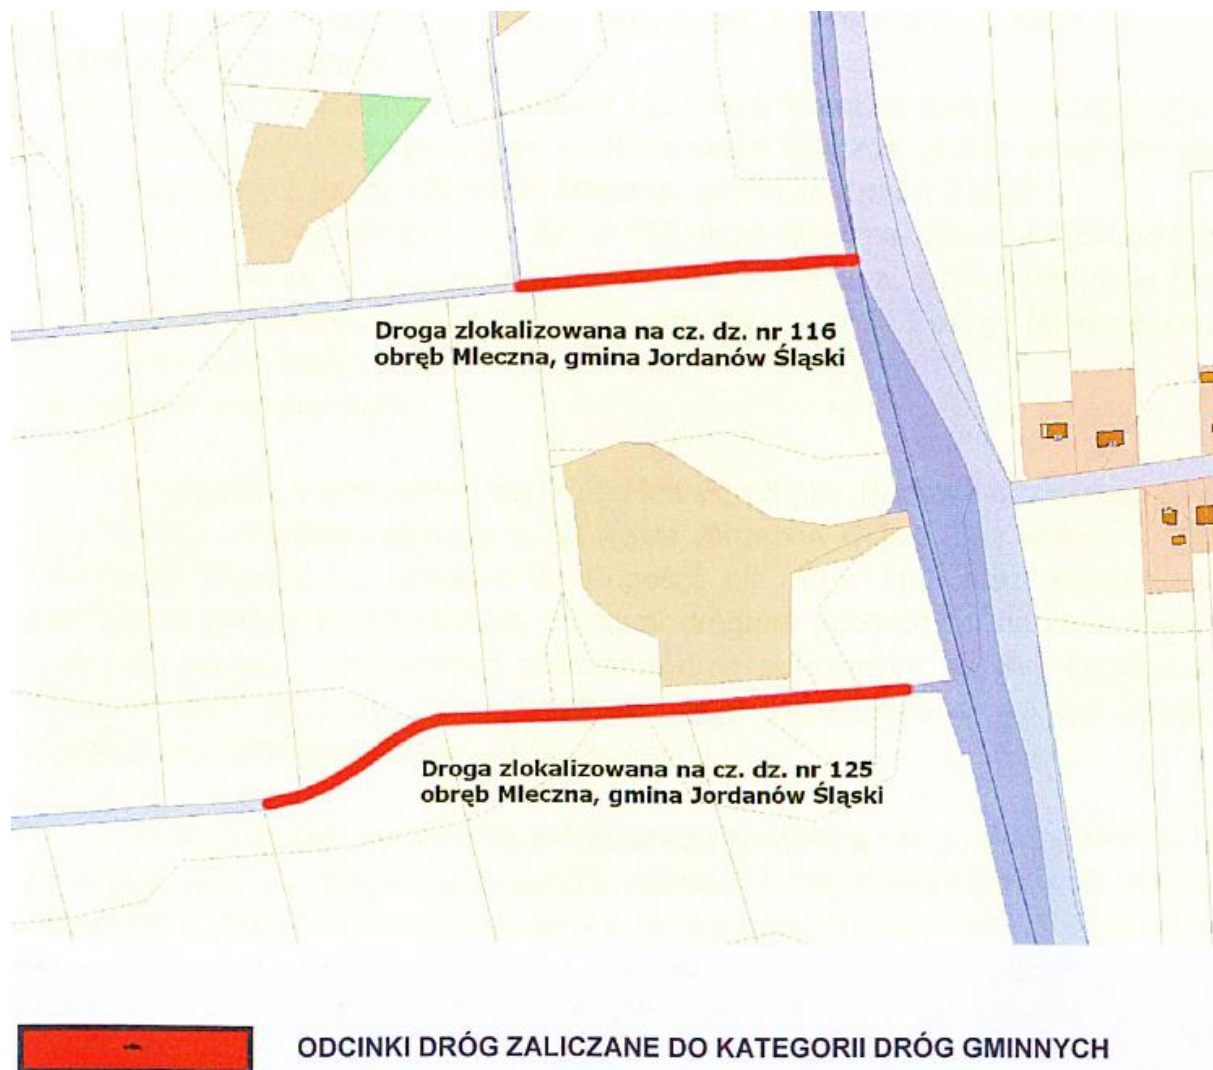 Droga zlokalizowana na cz. dz. nr 116
obręb Mleczna, gmina Jordanów Śląski
Droga zlokalizowana na cz. dz. nr 125
obręb Mleczna, gmina Jordanów Śląski
ODCINKI DRÓG ZALICZANE DO KATEGORII DRÓG GMINNYCH